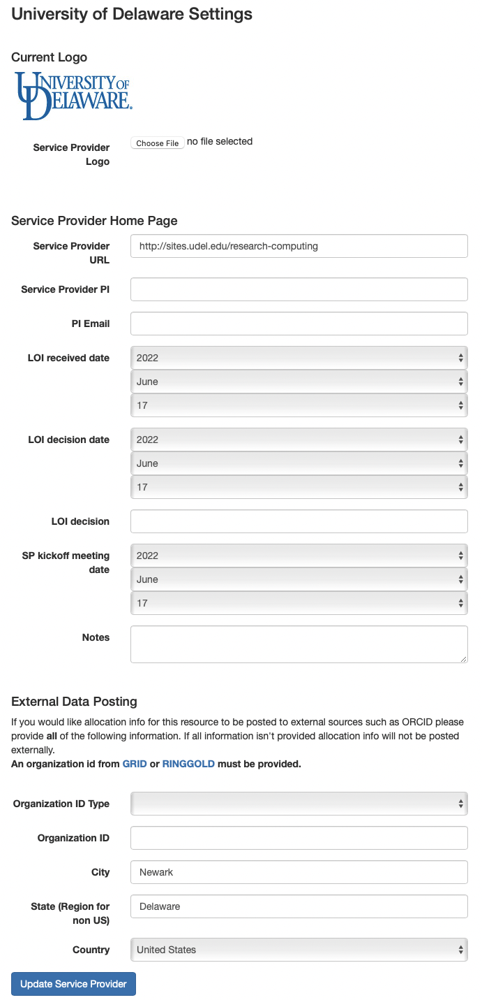 University of Delaware Settings
Current Logo
UNIVERSITY OF
DELAWARE.
Service Provider
Logo
Choose File no file selected
Service Provider Home Page
Service Provider
URL
http://sites.udel.edu/research-computing
Service Provider PI
PI Email
LOI received date
2022
June
17
LOI decision date
2022
June
17
LOI decision
SP kickoff meeting
date
2022
June
17
Notes
External Data Posting
If you would like allocation info for this resource to be posted to external sources such as ORCID please
provide all of the following information. If all information isn't provided allocation info will not be posted
externally.
An organization id from GRID or RINGGOLD must be provided.
Organization ID Type
Organization ID
City
Newark
State (Region for
non US)
Delaware
Country
United States
Update Service Provider